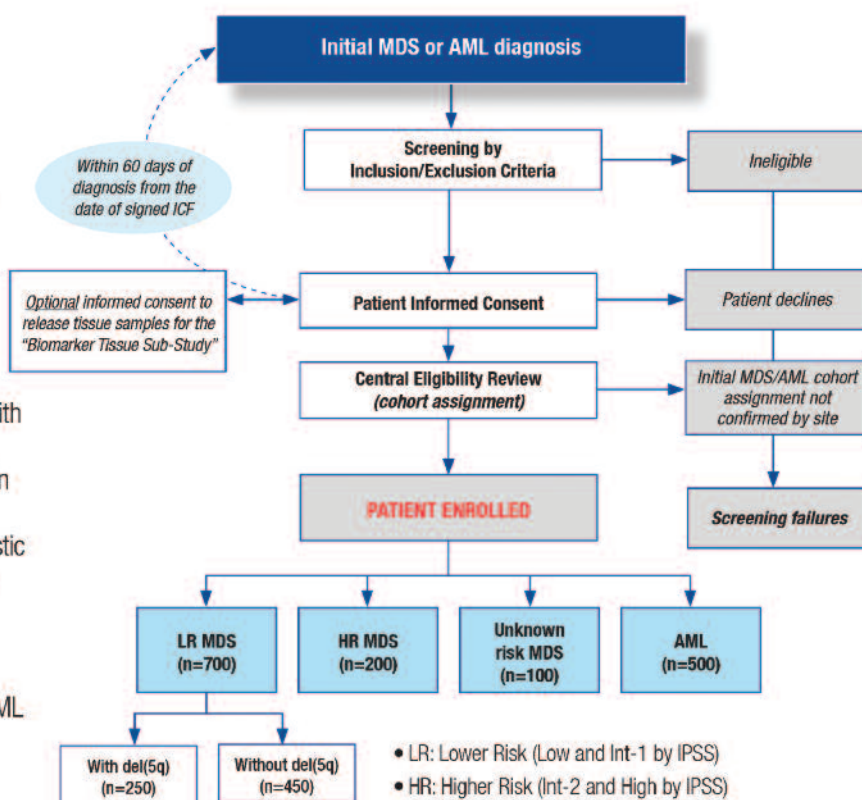 Initial MDS or AML diagnosis
Screening by
Inclusion/Exclusion Criteria
Ineligible
Within 60 days of
diagnosis from the
date of signed ICF
Optional informed consent to
release tissue samples for the
“Biomarker Tissue Sub-Study”
Patient Informed Consent
Patient declines
Central Eligibility Review
(cohort assignment)
Initial MDS/AML cohort
assignment not
confirmed by site
PATIENT ENROLLED
Screening failures
LR MDS
(n=700)
HR MDS
(n=200)
Unknown
risk MDS
(n=100)
AML
(n=500)
With del(5q)
(n=250)
Without del(5q)
(n=450)
• LR: Lower Risk (Low and Int-1 by IPSS)
• HR: Higher Risk (Int-2 and High by IPSS)